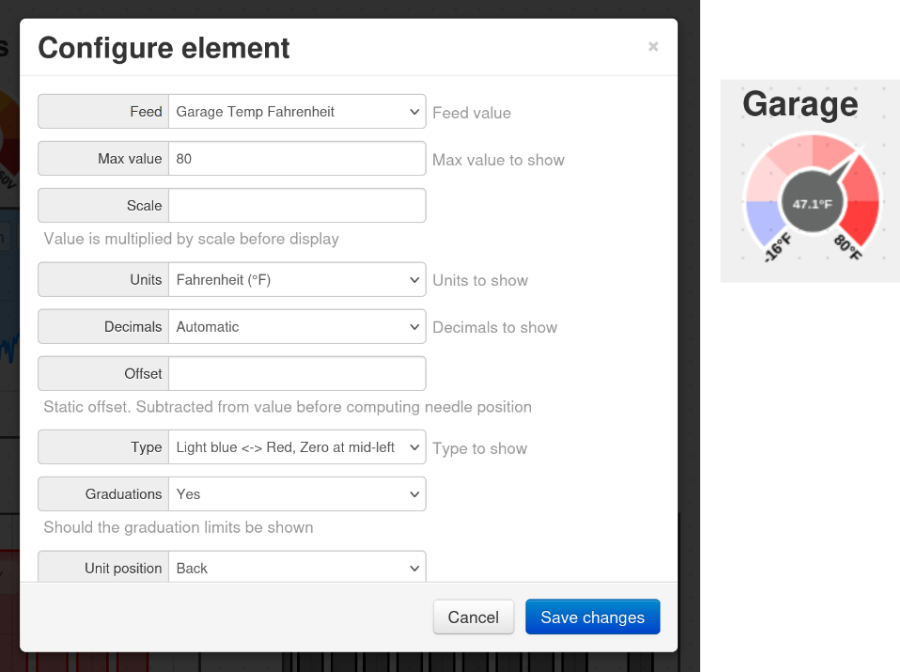 Configure element
×
Feed Garage Temp Fahrenheit Feed value
Max value 80 Max value to show
Scale
Value is multiplied by scale before display
Units Fahrenheit (°F) Units to show
Decimals Automatic Decimals to show
Offset
Static offset. Subtracted from value before computing needle position
Type Light blue <-> Red, Zero at mid-left Type to show
Graduations Yes
Should the graduation limits be shown
Unit position Back
Cancel Save changes
Garage
47.1°F
-16°F 80°F